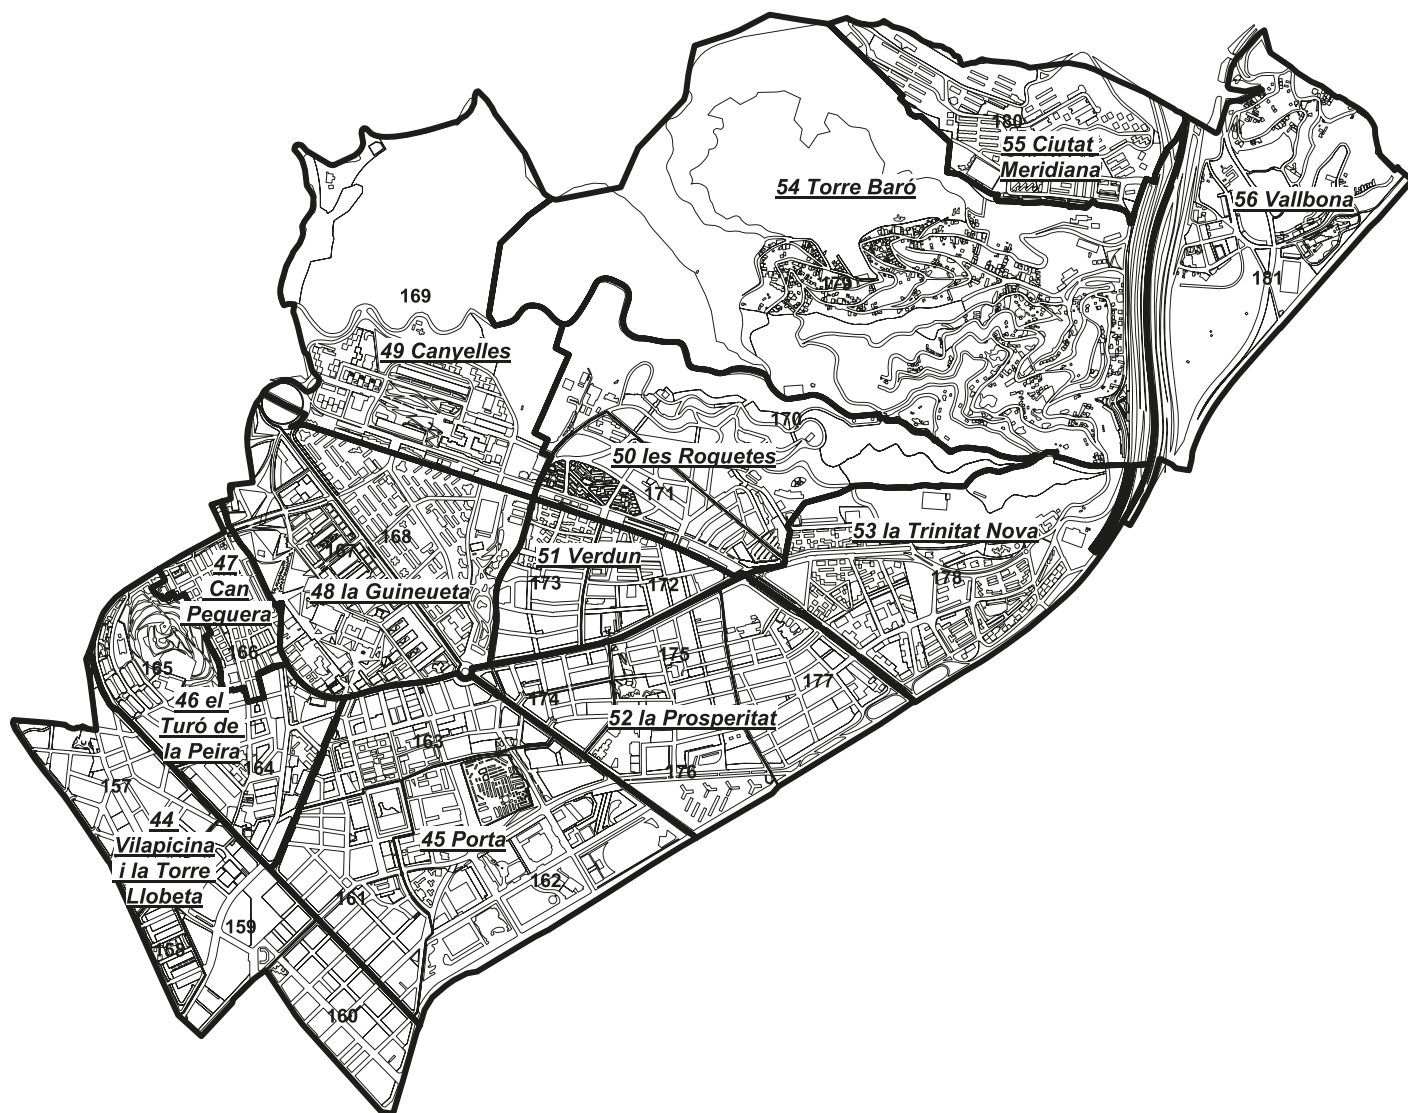 180
55 Ciutat
Meridiana
54 Torre Baró
56 Vallbona
179
181
169
49 Canyelles
170
50 les Roquetes
171
53 la Trinitat Nova
168
167
51 Verdun
47
Can
Peguera
48 la Guineueta
173
172
178
166
165
175
177
174
46 el
Turó de
la Peira
52 la Prosperitat
163
164
176
157
44
Vilapicina
i la Torre
Llobeta
45 Porta
162
161
159
168
160